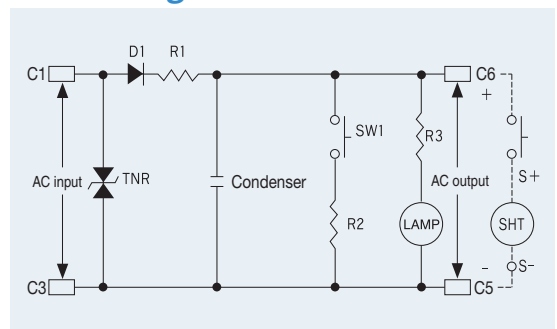 D1 R1
C1
C6
+
SW1
R3
S+
AC input
TNR
Condenser
AC output
R2
LAMP
SHT
-
S-
C3
C5